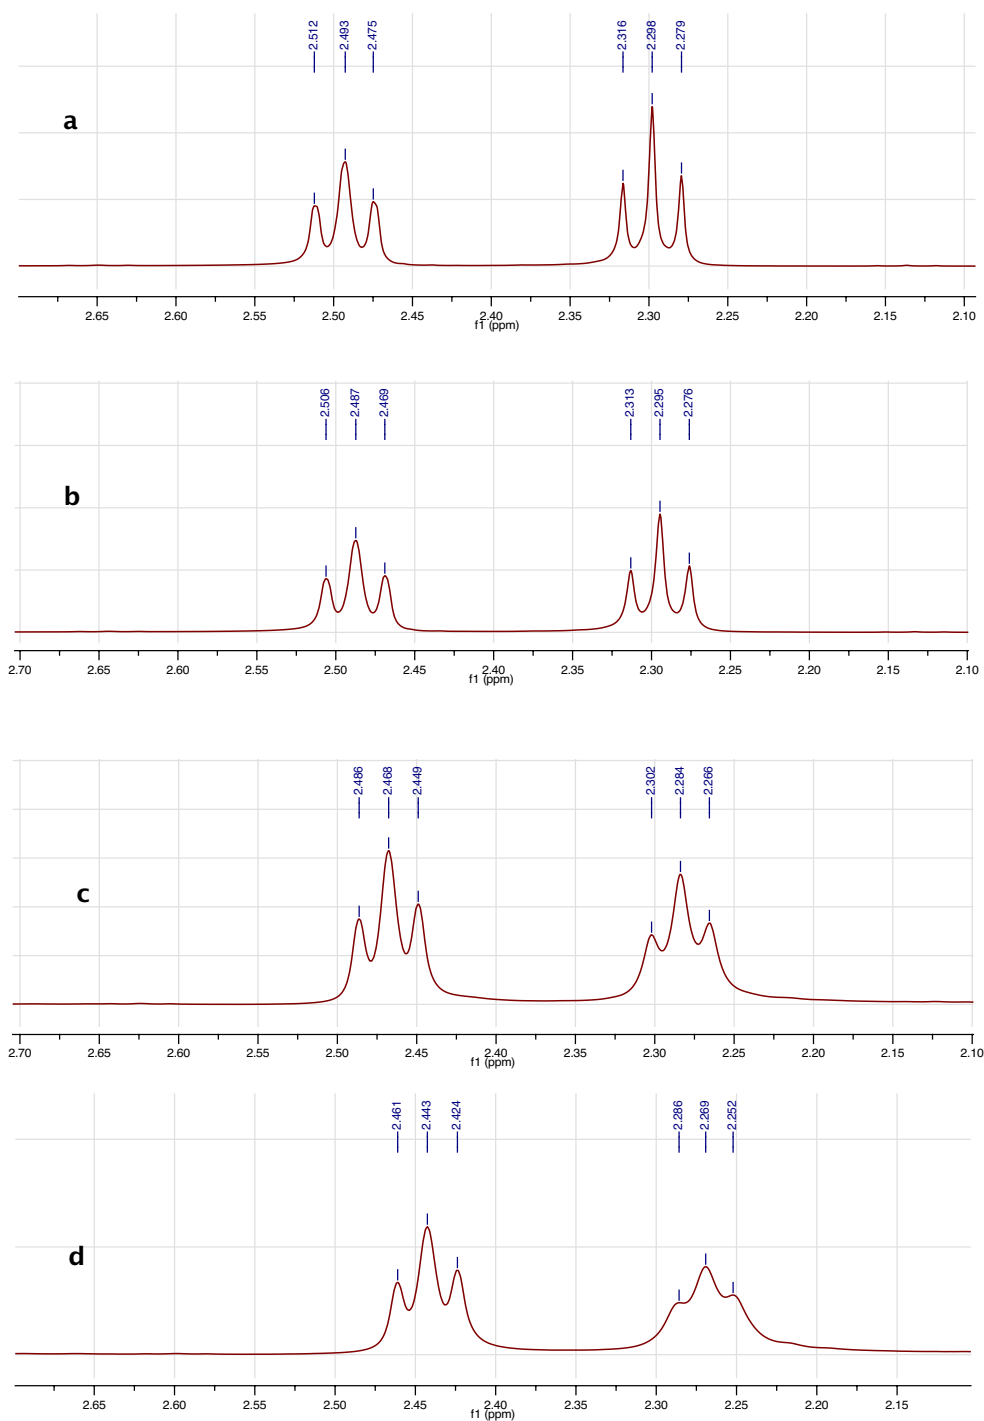 2.512 2.493 2.475 2.316 2.298 2.279
a
2.65 2.60 2.55 2.50 2.45 2.40 2.35 2.30 2.25 2.20 2.15 2.10
f1 (ppm)
2.506 2.487 2.469 2.313 2.295 2.276
b
2.70 2.65 2.60 2.55 2.50 2.45 2.40 2.35 2.30 2.25 2.20 2.15 2.10
f1 (ppm)
2.486 2.468 2.449 2.302 2.284 2.266
c
2.70 2.65 2.60 2.55 2.50 2.45 2.40 2.35 2.30 2.25 2.20 2.15 2.10
f1 (ppm)
2.461 2.443 2.424 2.286 2.269 2.252
d
2.65 2.60 2.55 2.50 2.45 2.40 2.35 2.30 2.25 2.20 2.15
f1 (ppm)